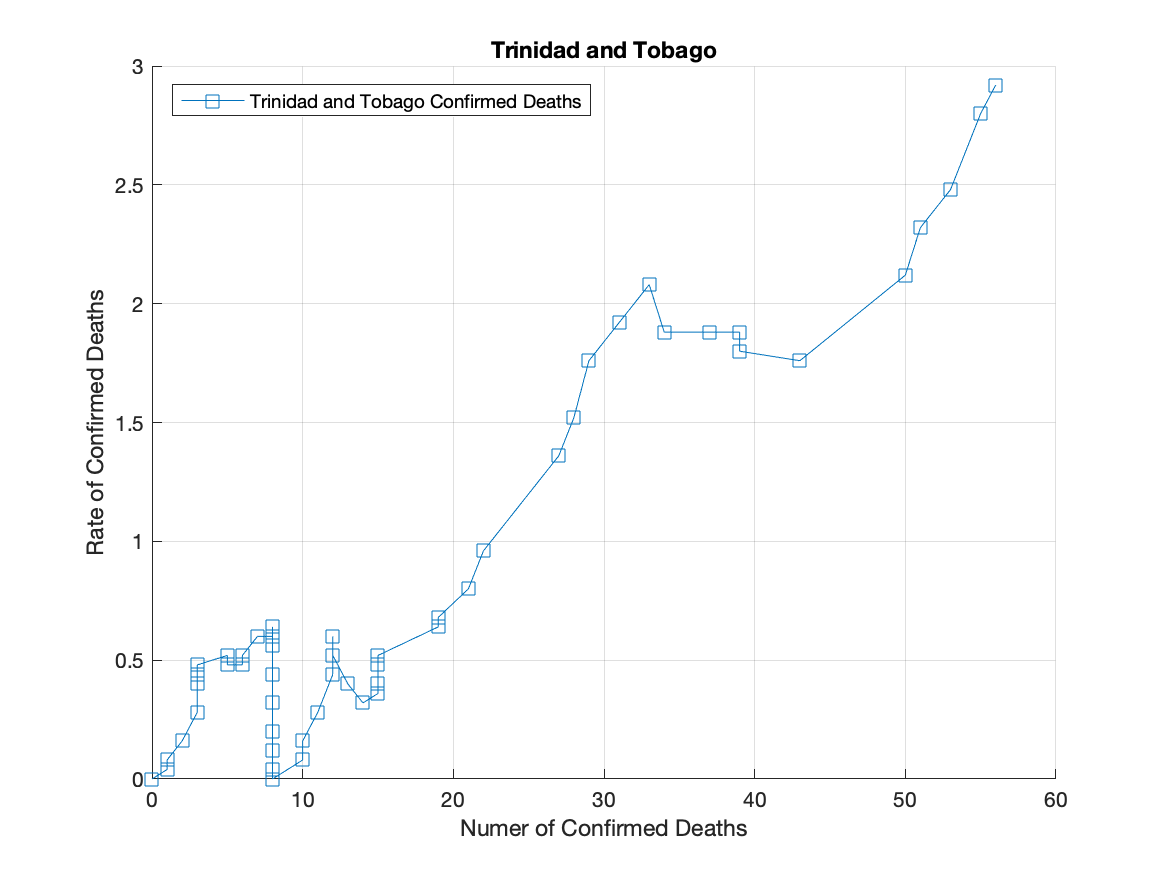 Trinidad and Tobago
Trinidad and Tobago Confirmed Deaths
Rate of Confirmed Deaths
3
2.5
2
1.5
1
0.5
0
0 10 20 30 40 50 60
Numer of Confirmed Deaths